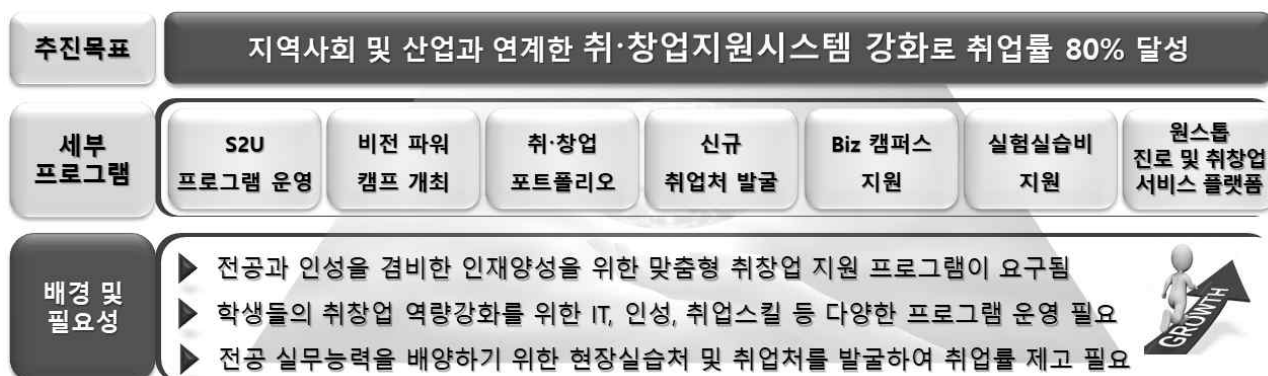 추진목표
지역사회 및 산업과 연계한 취·창업지원시스템 강화로 취업률 80% 달성
세부
프로그램
S2U
프로그램 운영
비전 파워
캠프 개최
취·창업
포트폴리오
신규
취업처 발굴
Biz 캠퍼스
지원
실험실습비
지원
원스톱
진로 및 취창업
서비스 플랫폼
배경 및
필요성
전공과 인성을 겸비한 인재양성을 위한 맞춤형 취창업 지원 프로그램이 요구됨
학생들의 취창업 역량강화를 위한 IT, 인성, 취업스킬 등 다양한 프로그램 운영 필요
전공 실무능력을 배양하기 위한 현장실습처 및 취업처를 발굴하여 취업률 제고 필요
GROWTH